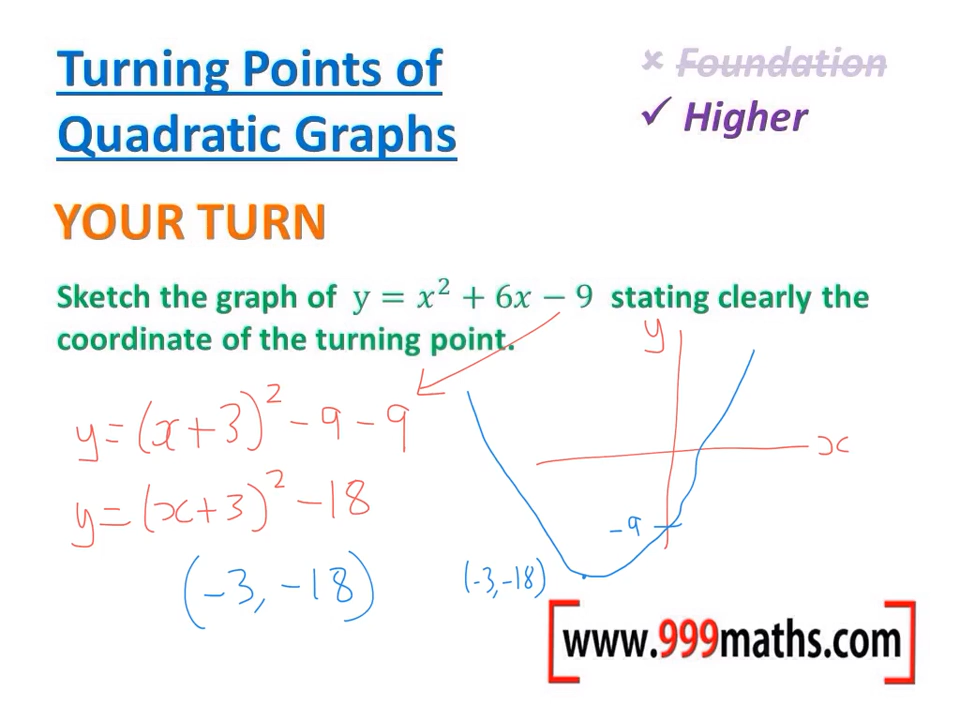 Turning Points of
Quadratic Graphs
× Foundation
✓ Higher
YOUR TURN
Sketch the graph of y = x² + 6x − 9 stating clearly the
coordinate of the turning point.
y = (x+3)² − 9 − 9
y = (x+3)² − 18
(−3, −18)
y
x
−9
(−3, −18)
www.999maths.com